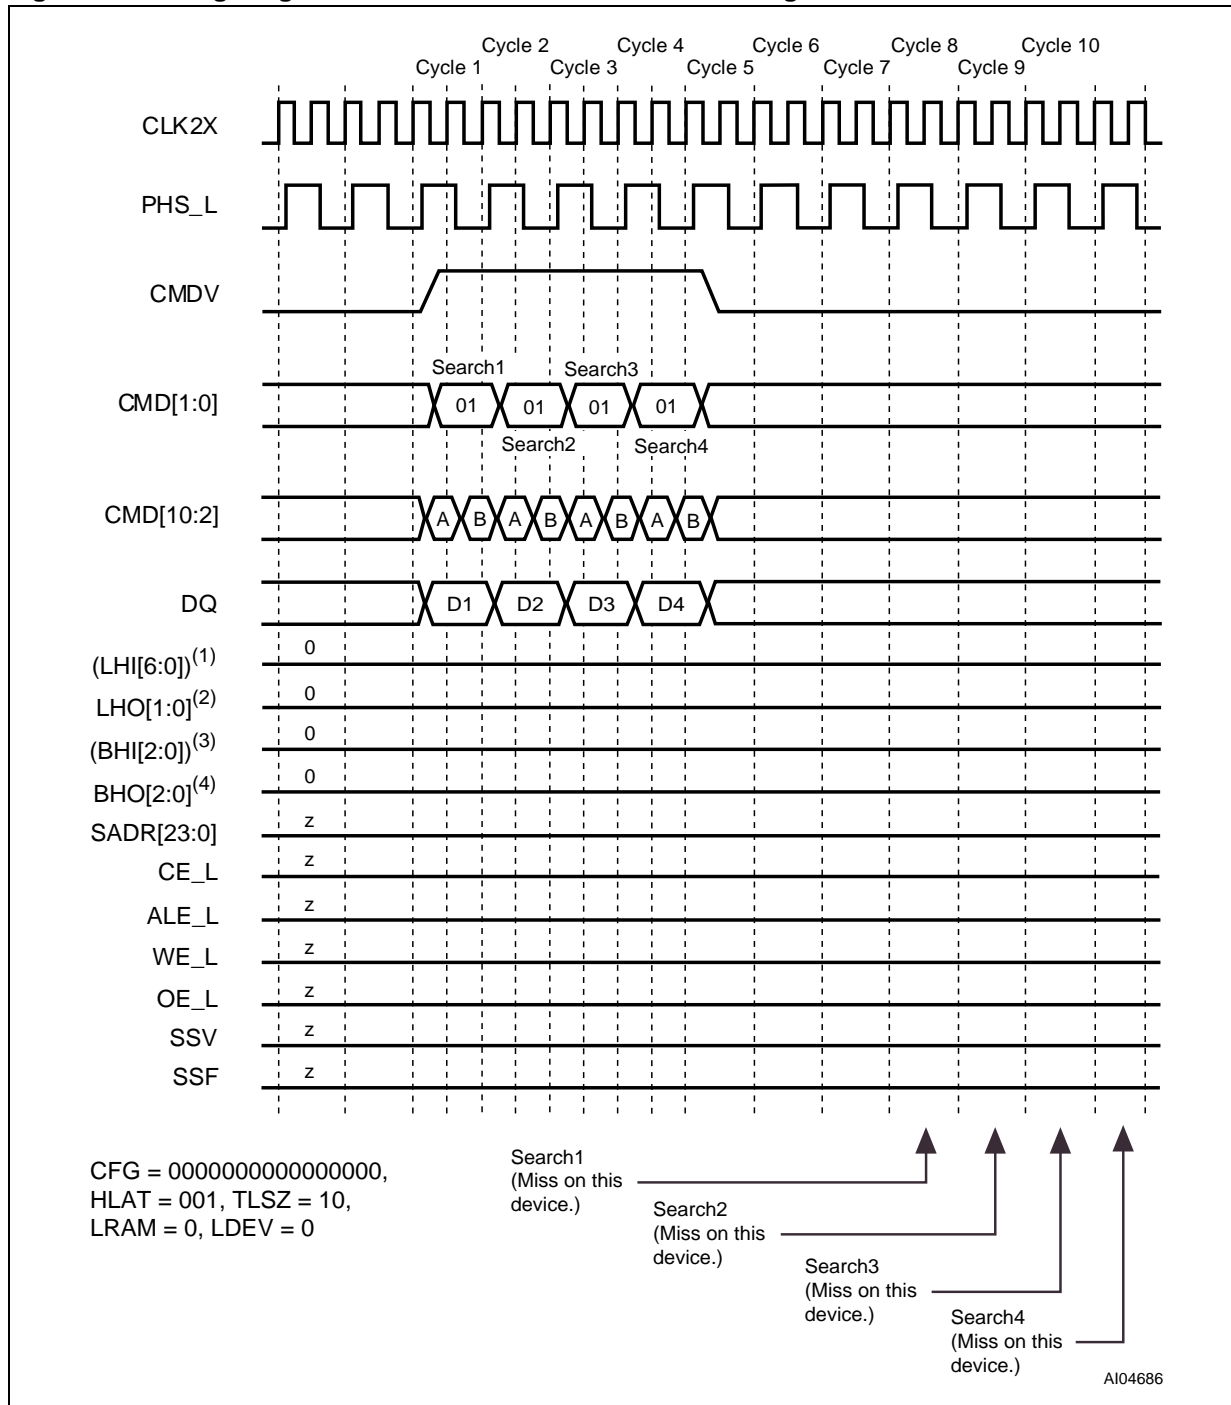 Cycle 2 Cycle 4 Cycle 6 Cycle 8 Cycle 10
Cycle 1 Cycle 3 Cycle 5 Cycle 7 Cycle 9
CLK2X
PHS_L
CMDV
Search1 Search3
CMD[1:0] 01 01 01 01
Search2 Search4
CMD[10:2] A B A B A B A B
DQ D1 D2 D3 D4
(LHI[6:0])(1) 0
LHO[1:0](2) 0
(BHI[2:0])(3) 0
BHO[2:0](4) 0
SADR[23:0] z
CE_L z
ALE_L z
WE_L z
OE_L z
SSV z
SSF z
CFG = 0000000000000000,
HLAT = 001, TLSZ = 10,
LRAM = 0, LDEV = 0
Search1
(Miss on this
device.)
Search2
(Miss on this
device.)
Search3
(Miss on this
device.)
Search4
(Miss on this
device.)
AI04686